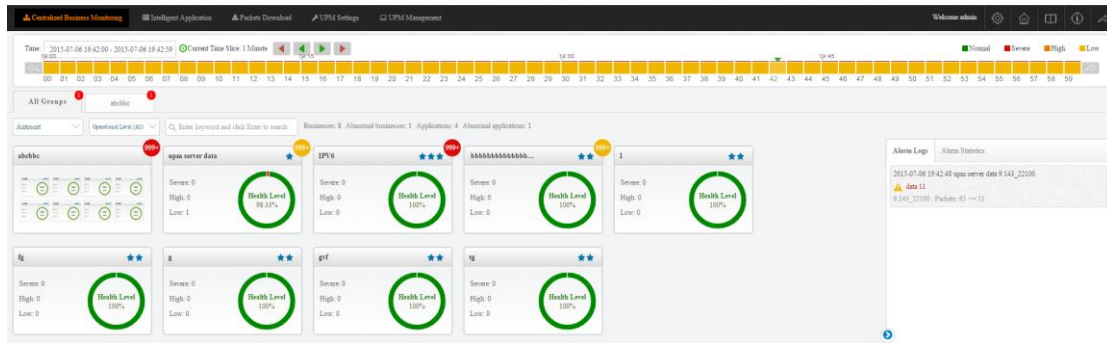 Centralized Business Monitoring Intelligent Application Packets Download UPM Settings UPM Management Welcome admin
Time: 2015-07-06 19:42:00 - 2015-07-06 19:42:59 Current Time Slice: 1 Minute Normal Severe High Low
19:00 19:15 19:30 19:45
00 01 02 03 04 05 06 07 08 09 10 11 12 13 14 15 16 17 18 19 20 21 22 23 24 25 26 27 28 29 30 31 32 33 34 35 36 37 38 39 40 41 42 43 44 45 46 47 48 49 50 51 52 53 54 55 56 57 58 59
All Groups 1 abcbbc 1
Autosort Operational Level (All) Enter keyword and click Enter to search Businesses: 8 Abnormal businesses: 1 Applications: 4 Abnormal applications: 1
abcbbc 999+
upm server data 999+
Severe: 0
High: 0
Low: 1
Health Level
98.33%
IPV6 999+
Severe: 0
High: 0
Low: 0
Health Level
100%
bbbbbbbbbbbbbb... 999+
Severe: 0
High: 0
Low: 0
Health Level
100%
1
Severe: 0
High: 0
Low: 0
Health Level
100%
fg
Severe: 0
High: 0
Low: 0
Health Level
100%
g
Severe: 0
High: 0
Low: 0
Health Level
100%
gvf
Severe: 0
High: 0
Low: 0
Health Level
100%
tg
Severe: 0
High: 0
Low: 0
Health Level
100%
Alarm Logs Alarm Statistics
2015-07-06 19:42:48 upm server data 9.143_22100
data 11
9.143_22100 , Packets: 63 >= 11